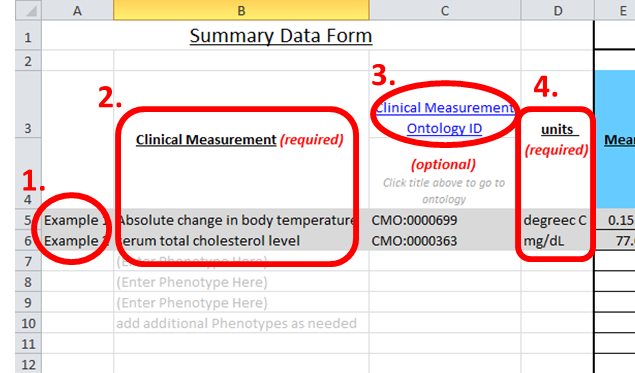 A B C D E
1 Summary Data Form
2
3. 4.
2.
Clinical Measurement
Ontology ID
3 Clinical Measurement (required) units Mea
(required)
(optional)
1. Click title above to go to
4 ontology
5 Example 1 Absolute change in body temperature CMO:0000699 degreec C 0.15
6 Example 2 serum total cholesterol level CMO:0000363 mg/dL 77.
7 (Enter Phenotype Here)
8 (Enter Phenotype Here)
9 (Enter Phenotype Here)
10 add additional Phenotypes as needed
11
12